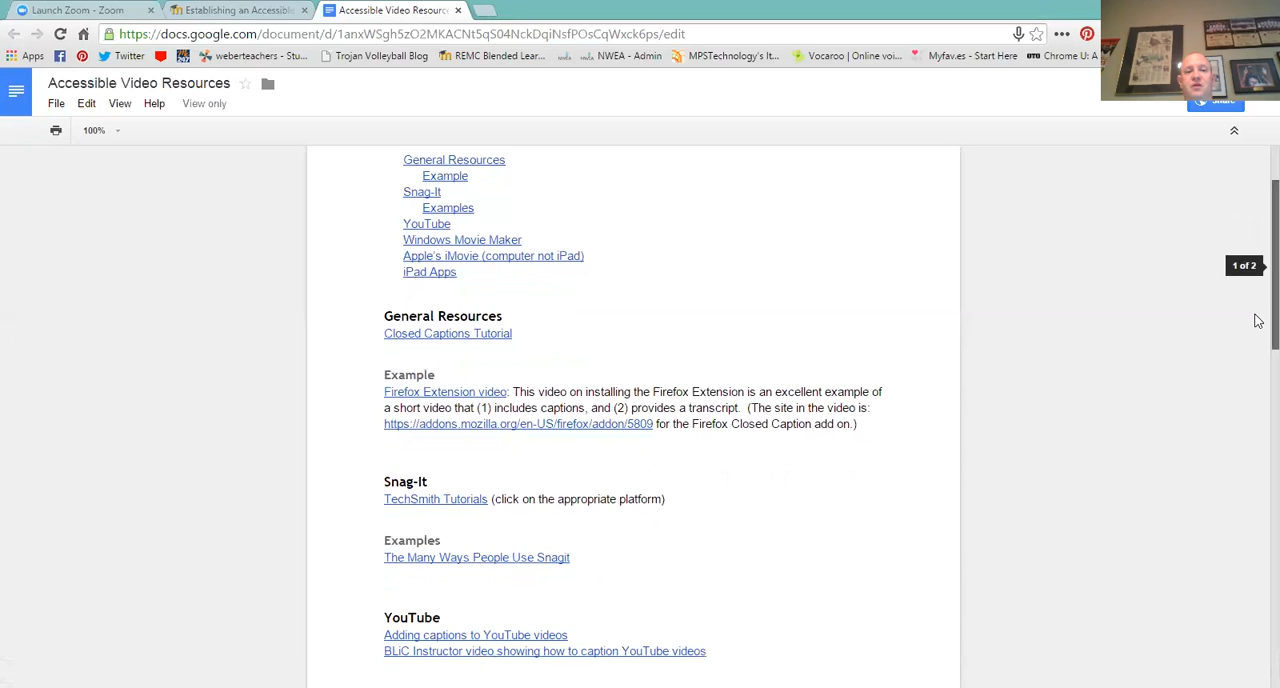 Launch Zoom - Zoom
Establishing an Accessible
Accessible Video Resourc
https://docs.google.com/document/d/1anxWSgh5zO2MKACNt5qS04NckDqiNsfPOsCqWxck6ps/edit
Apps Twitter weberteachers - Stu... Trojan Volleyball Blog REMC Blended Lear... NWEA - Admin MPSTechnology's It... Vocaroo | Online voi... Myfav.es - Start Here Chrome: U: A
Accessible Video Resources
File Edit View Help View only
100%
General Resources
Example
Snag-It
Examples
YouTube
Windows Movie Maker
Apple's iMovie (computer not iPad)
iPad Apps
1 of 2
General Resources
Closed Captions Tutorial
Example
Firefox Extension video: This video on installing the Firefox Extension is an excellent example of
a short video that (1) includes captions, and (2) provides a transcript. (The site in the video is:
https://addons.mozilla.org/en-US/firefox/addon/5809 for the Firefox Closed Caption add on.)
Snag-It
TechSmith Tutorials (click on the appropriate platform)
Examples
The Many Ways People Use Snagit
YouTube
Adding captions to YouTube videos
BLiC Instructor video showing how to caption YouTube videos